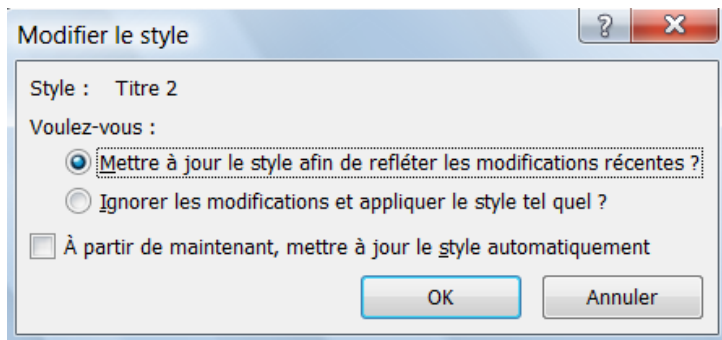 Modifier le style
Style : Titre 2
Voulez-vous :
Mettre à jour le style afin de refléter les modifications récentes ?
Ignorer les modifications et appliquer le style tel quel ?
À partir de maintenant, mettre à jour le style automatiquement
OK Annuler